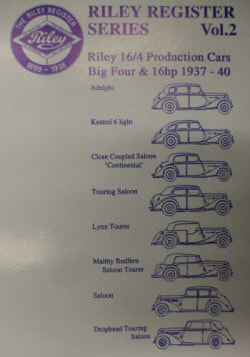 THE RILEY REGISTER
Riley
1899 - 1938
RILEY REGISTER
SERIES Vol.2
Riley 16/4 Production Cars
Big Four & 16hp 1937 - 40
Adelphi
Kestrel 6 light
Close Coupled Saloon
'Continental'
Touring Saloon
Lynx Tourer
Maltby Redfern
Saloon Tourer
Saloon
Drophead Touring
Saloon